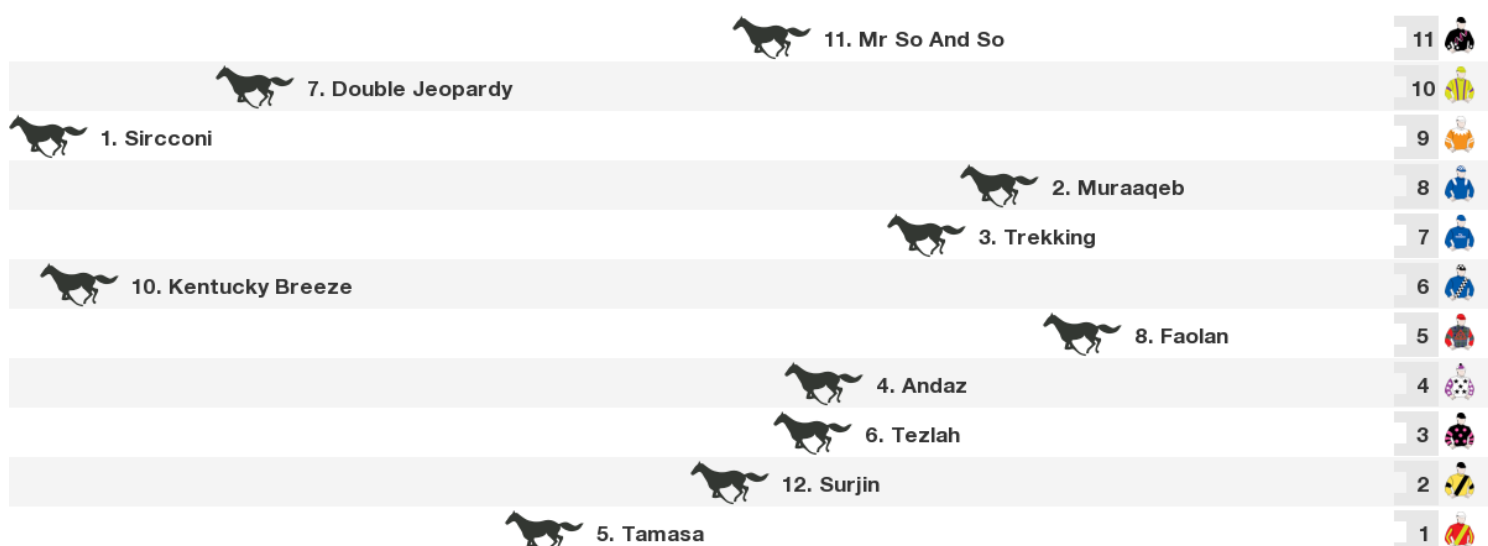 11. Mr So And So 11
7. Double Jeopardy 10
1. Sircconi 9
2. Muraaqeb 8
3. Trekking 7
10. Kentucky Breeze 6
8. Faolan 5
4. Andaz 4
6. Tezlah 3
12. Surjin 2
5. Tamasa 1